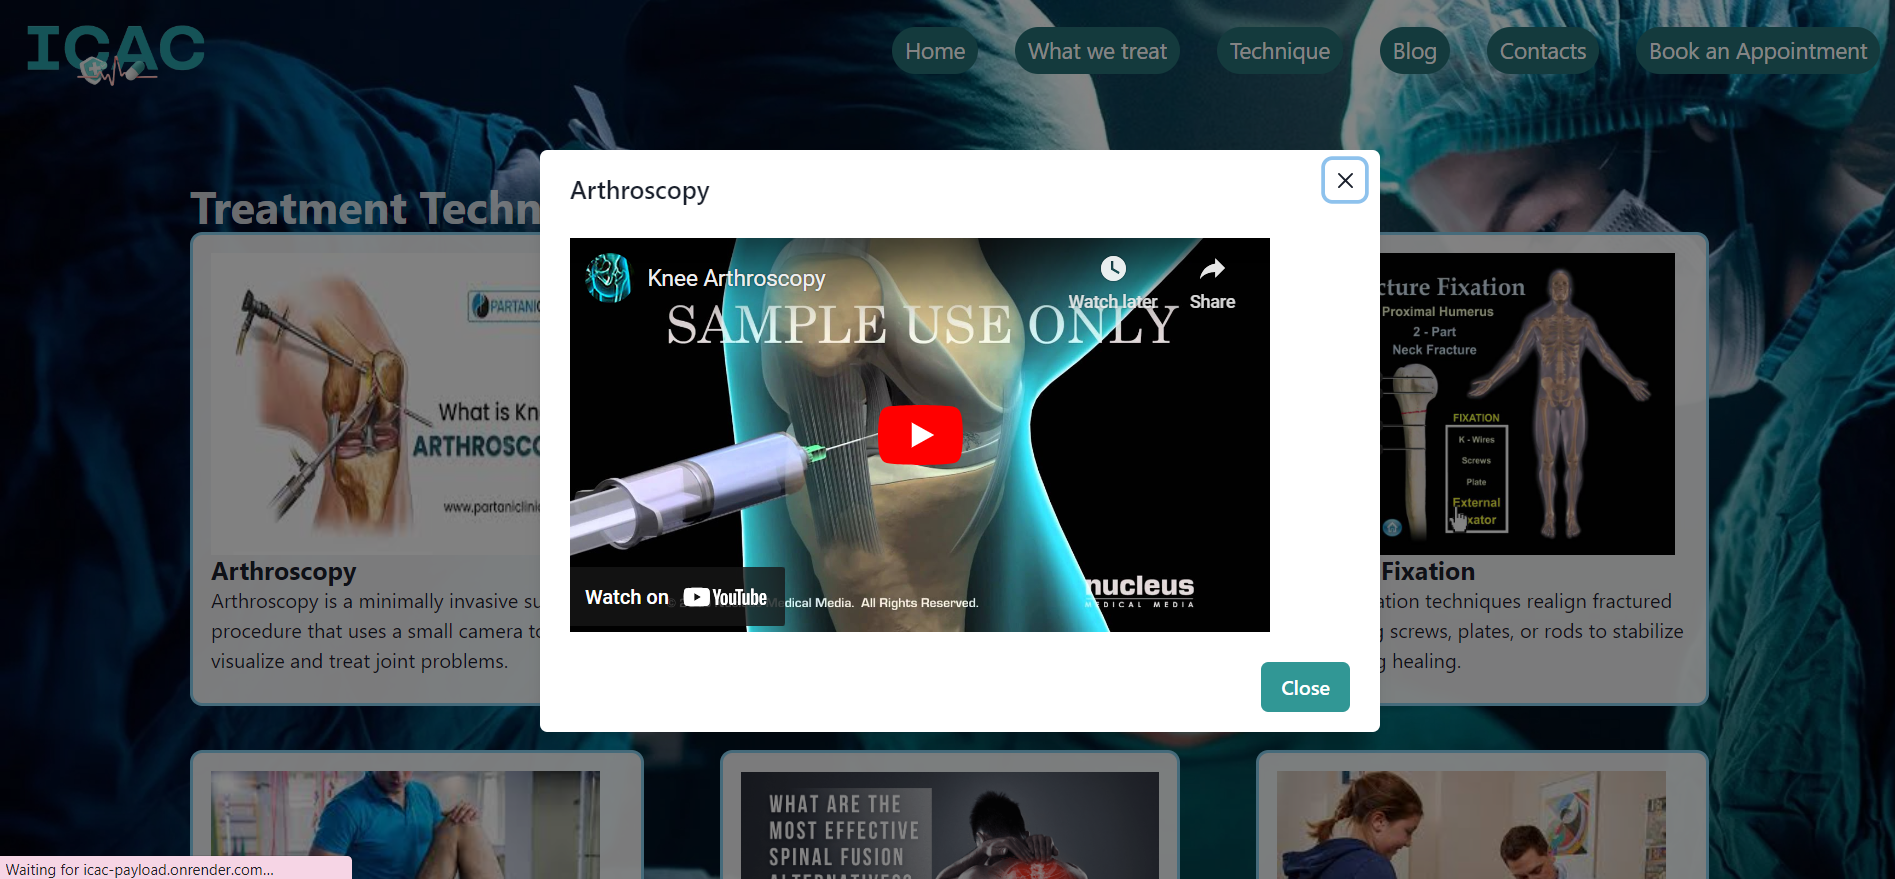 ICAC
Home
What we treat
Technique
Blog
Contacts
Book an Appointment
Treatment Techn
Arthroscopy
Knee Arthroscopy
Watch later
Share
SAMPLE USE ONLY
Watch on YouTube
edical Media. All Rights Reserved.
nucleus
MEDICAL MEDIA
Close
PARTANI
What is Kn
ARTHROSCO
www.partaniclinic
Arthroscopy
Arthroscopy is a minimally invasive su
procedure that uses a small camera to
visualize and treat joint problems.
cture Fixation
Proximal Humerus
2 - Part
Neck Fracture
FIXATION
K - Wires
Screws
Plate
External
xator
Fixation
ation techniques realign fractured
g screws, plates, or rods to stabilize
g healing.
WHAT ARE THE
MOST EFFECTIVE
SPINAL FUSION
ALTERNATIVES?
Waiting for icac-payload.onrender.com...